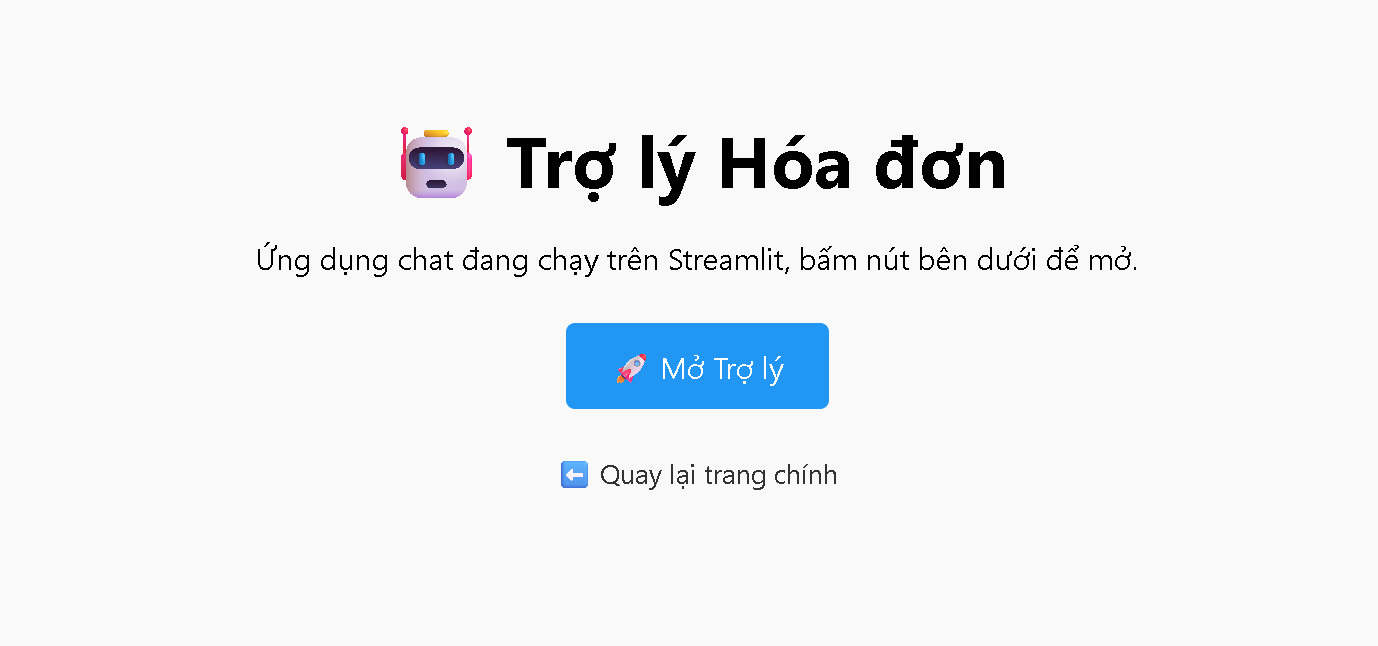 Trợ lý Hóa đơn
Ứng dụng chat đang chạy trên Streamlit, bấm nút bên dưới để mở.
Mở Trợ lý
Quay lại trang chính